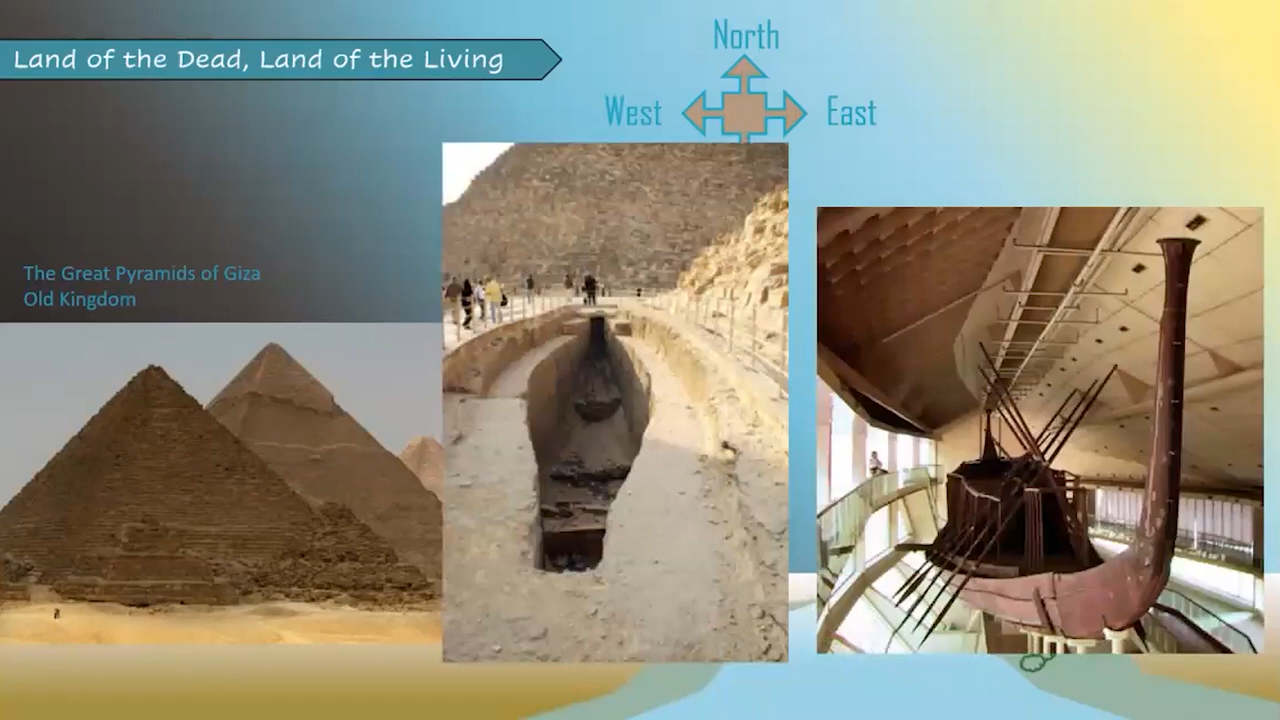 Land of the Dead, Land of the Living
North
West
East
The Great Pyramids of Giza
Old Kingdom